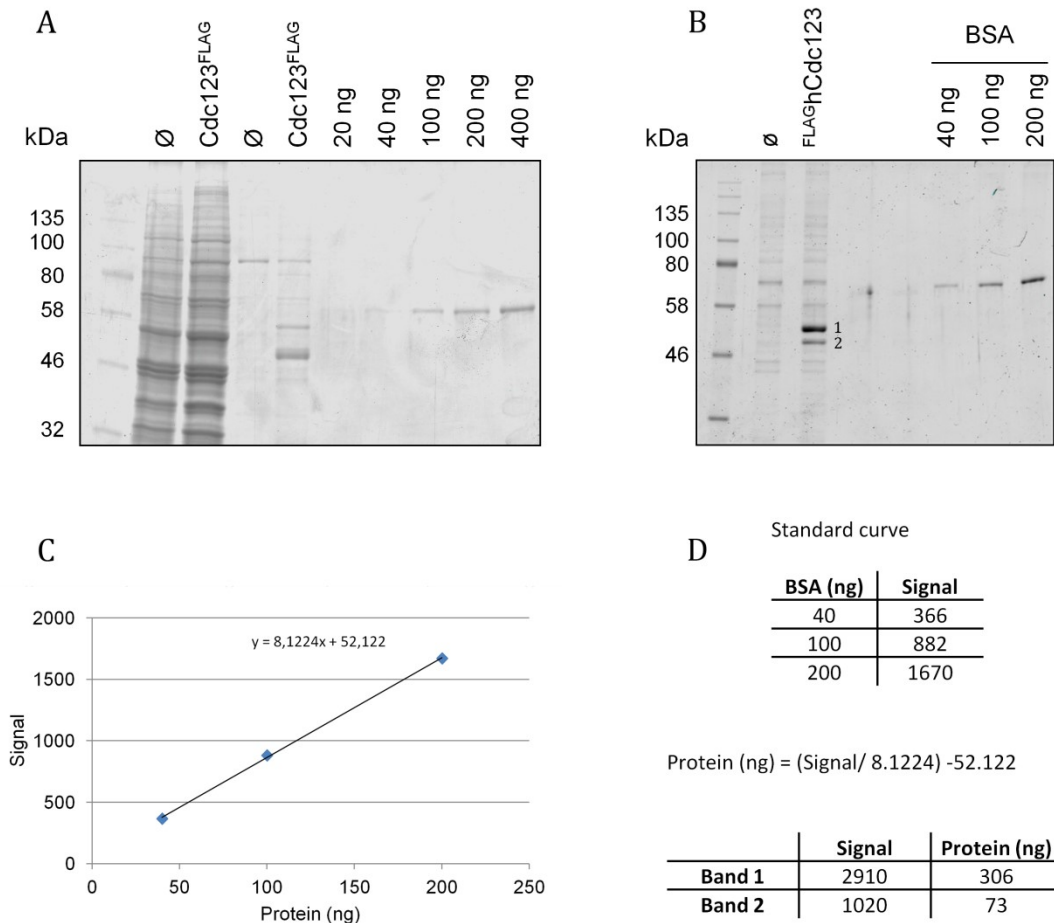 A
kDa
Ø
Cdc123FLAG
Ø
Cdc123FLAG
20 ng
40 ng
100 ng
200 ng
400 ng
135
100
80
58
46
32
B
BSA
kDa
ø
FLAGhCdc123
40 ng
100 ng
200 ng
135
100
80
58
46
1
2
C
y = 8,1224x + 52,122
Signal
2000
1500
1000
500
0
0 50 100 150 200 250
Protein (ng)
D
Standard curve
BSA (ng) Signal
40 366
100 882
200 1670
Protein (ng) = (Signal/ 8.1224) -52.122
Signal Protein (ng)
Band 1 2910 306
Band 2 1020 73